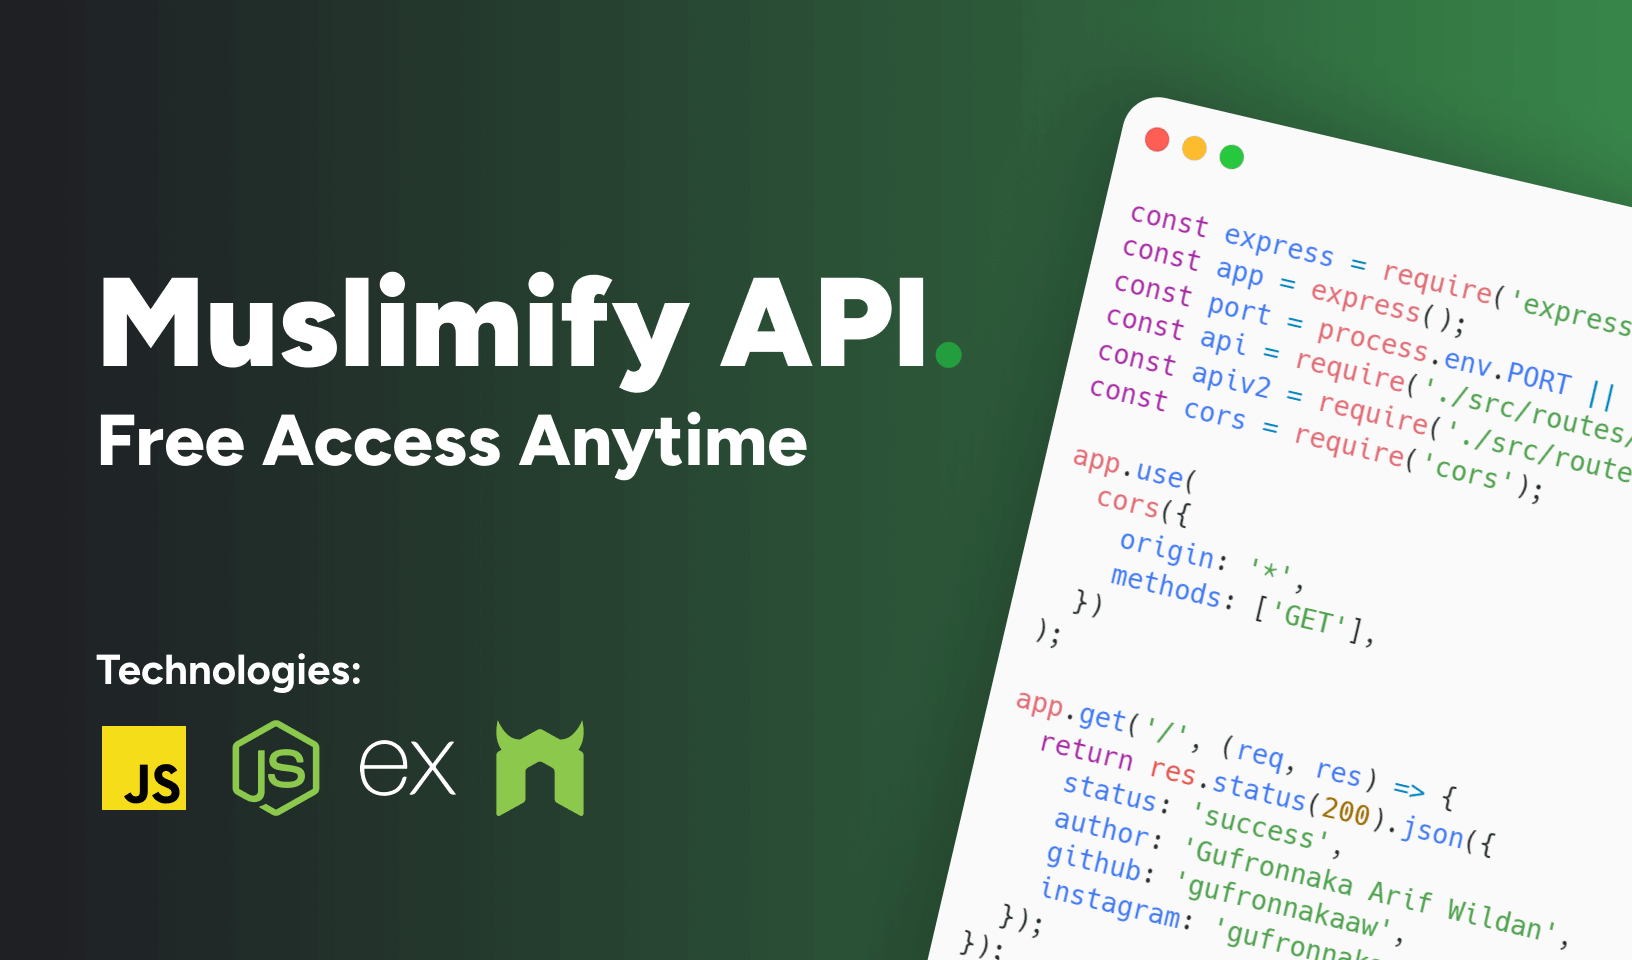 Muslimify API.
Free Access Anytime
Technologies:
JS
JS
ex
const express = require('express
const app = express();
const port = process.env.PORT ||
const api = require('./src/routes/
const apiv2 = require('./src/route
const cors = require('cors');
app.use(
cors({
origin: '*',
methods: ['GET'],
})
);
app.get('/', (req, res) => {
return res.status(200).json({
status: 'success',
author: 'Gufronnaka Arif Wildan',
github: 'gufronnakaaw',
instagram: 'gufronnak
});
});